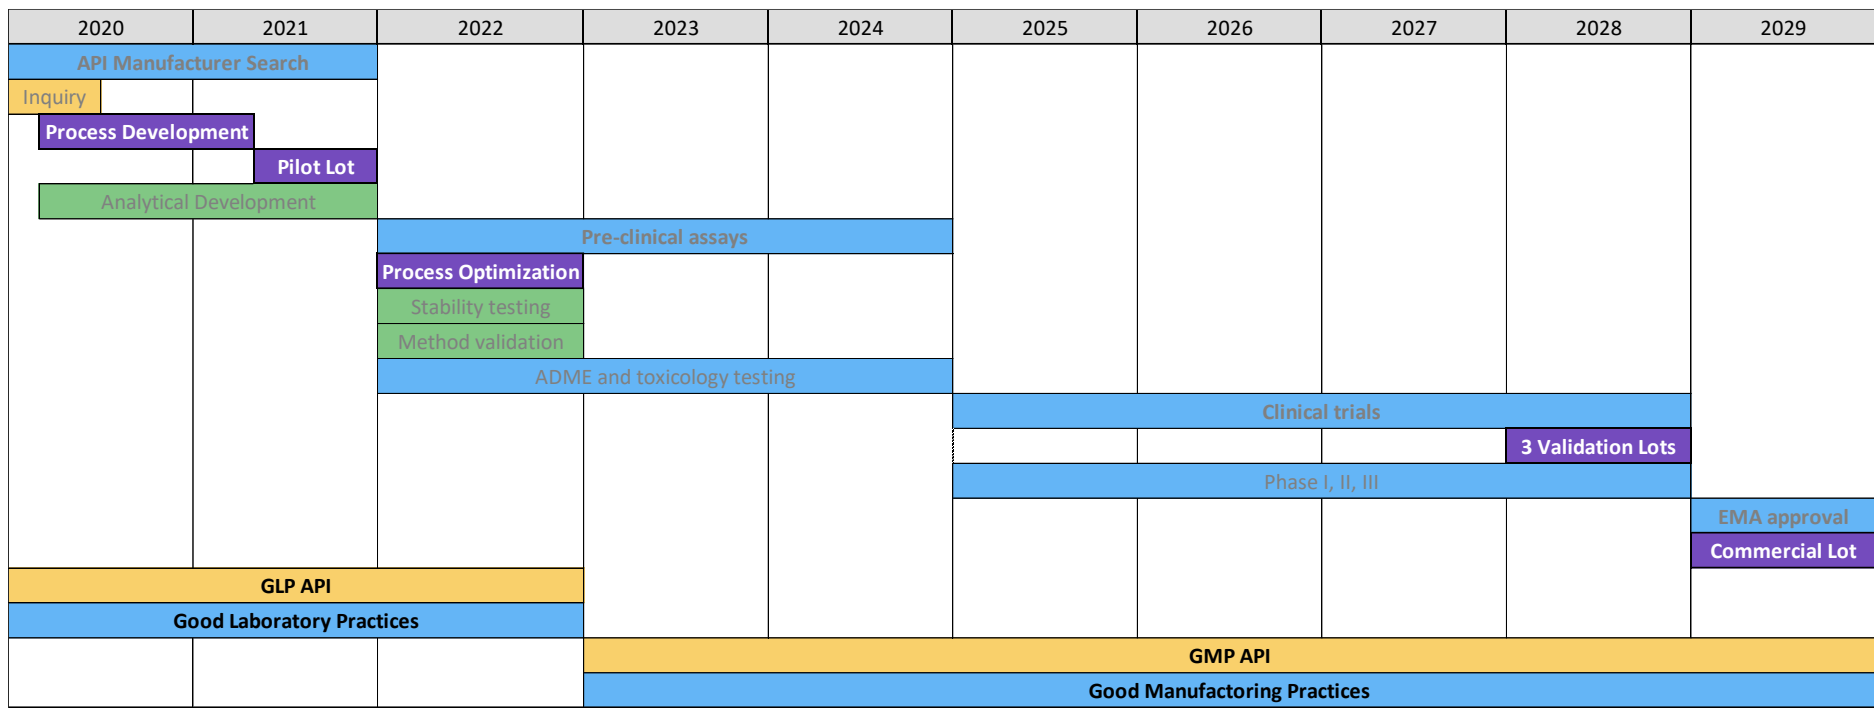 2020 2021 2022 2023 2024 2025 2026 2027 2028 2029
API Manufacturer Search
Inquiry
Process Development
Pilot Lot
Analytical Development
Pre-clinical assays
Process Optimization
Stability testing
Method validation
ADME and toxicology testing
Clinical trials
3 Validation Lots
Phase I, II, III
EMA approval
Commercial Lot
GLP API
Good Laboratory Practices
GMP API
Good Manufactoring Practices